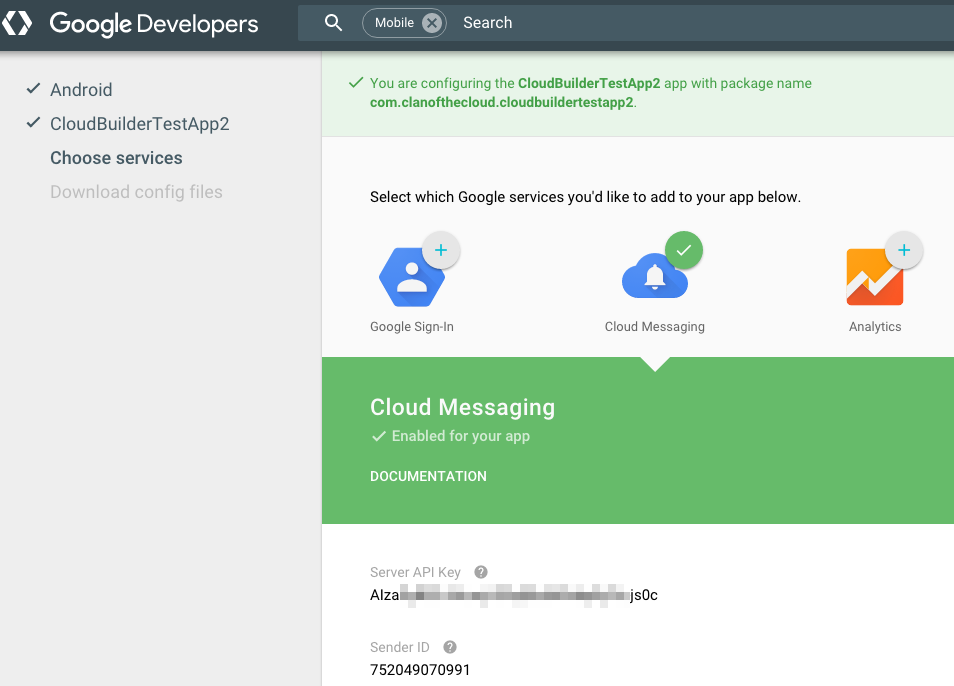 Google Developers
Mobile
Search
Android
CloudBuilderTestApp2
Choose services
Download config files
You are configuring the CloudBuilderTestApp2 app with package name
com.clanofthecloud.cloudbuildertestapp2.
Select which Google services you'd like to add to your app below.
Google Sign-In
Cloud Messaging
Analytics
Cloud Messaging
Enabled for your app
DOCUMENTATION
Server API Key ?
AIza js0c
Sender ID ?
752049070991